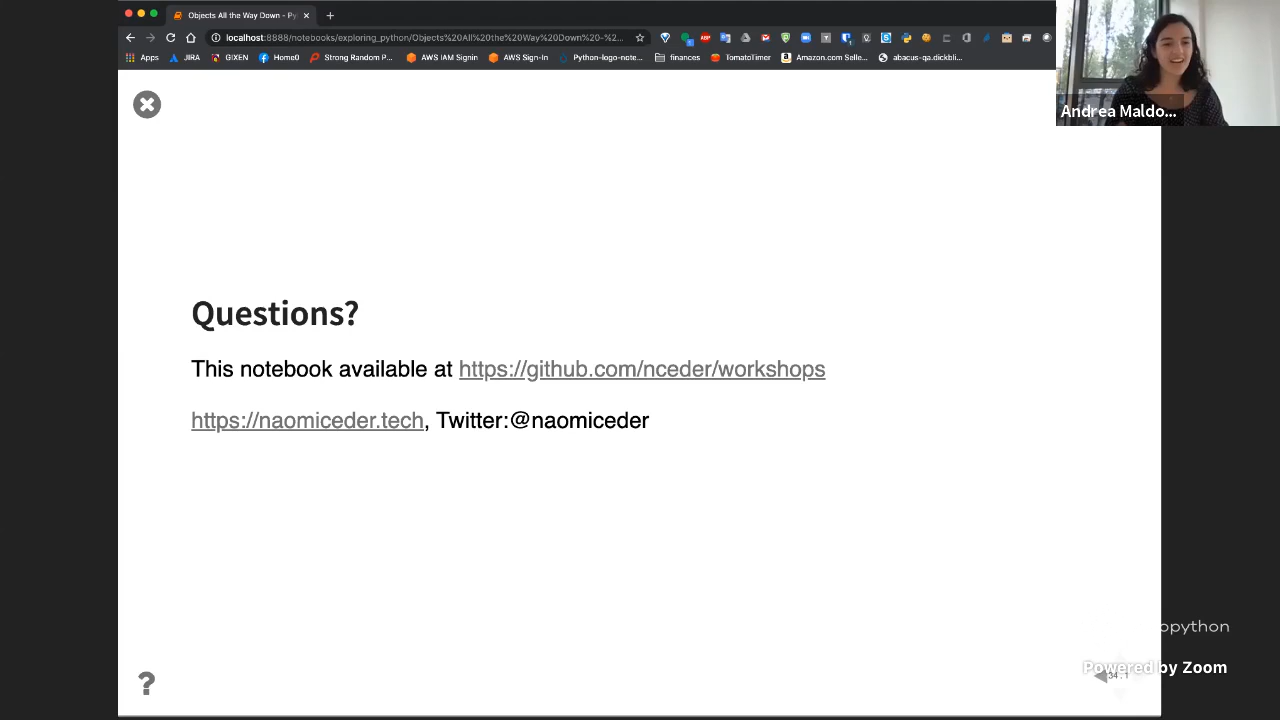 Objects All the Way Down - Py
localhost:8888/notebooks/exploring_python/Objects%20All%20the%20Way%20Down%20-%2...
Apps JIRA GIXEN Home0 Strong Random P... AWS IAM Signin AWS Sign-In Python-logo-note... finances TomatoTimer Amazon.com Selle... abacus-qa.dickbli...
Andrea Maldo...
Questions?
This notebook available at https://github.com/nceder/workshops
https://naomiceder.tech, Twitter:@naomiceder
opython
Powered by Zoom
34.1
?